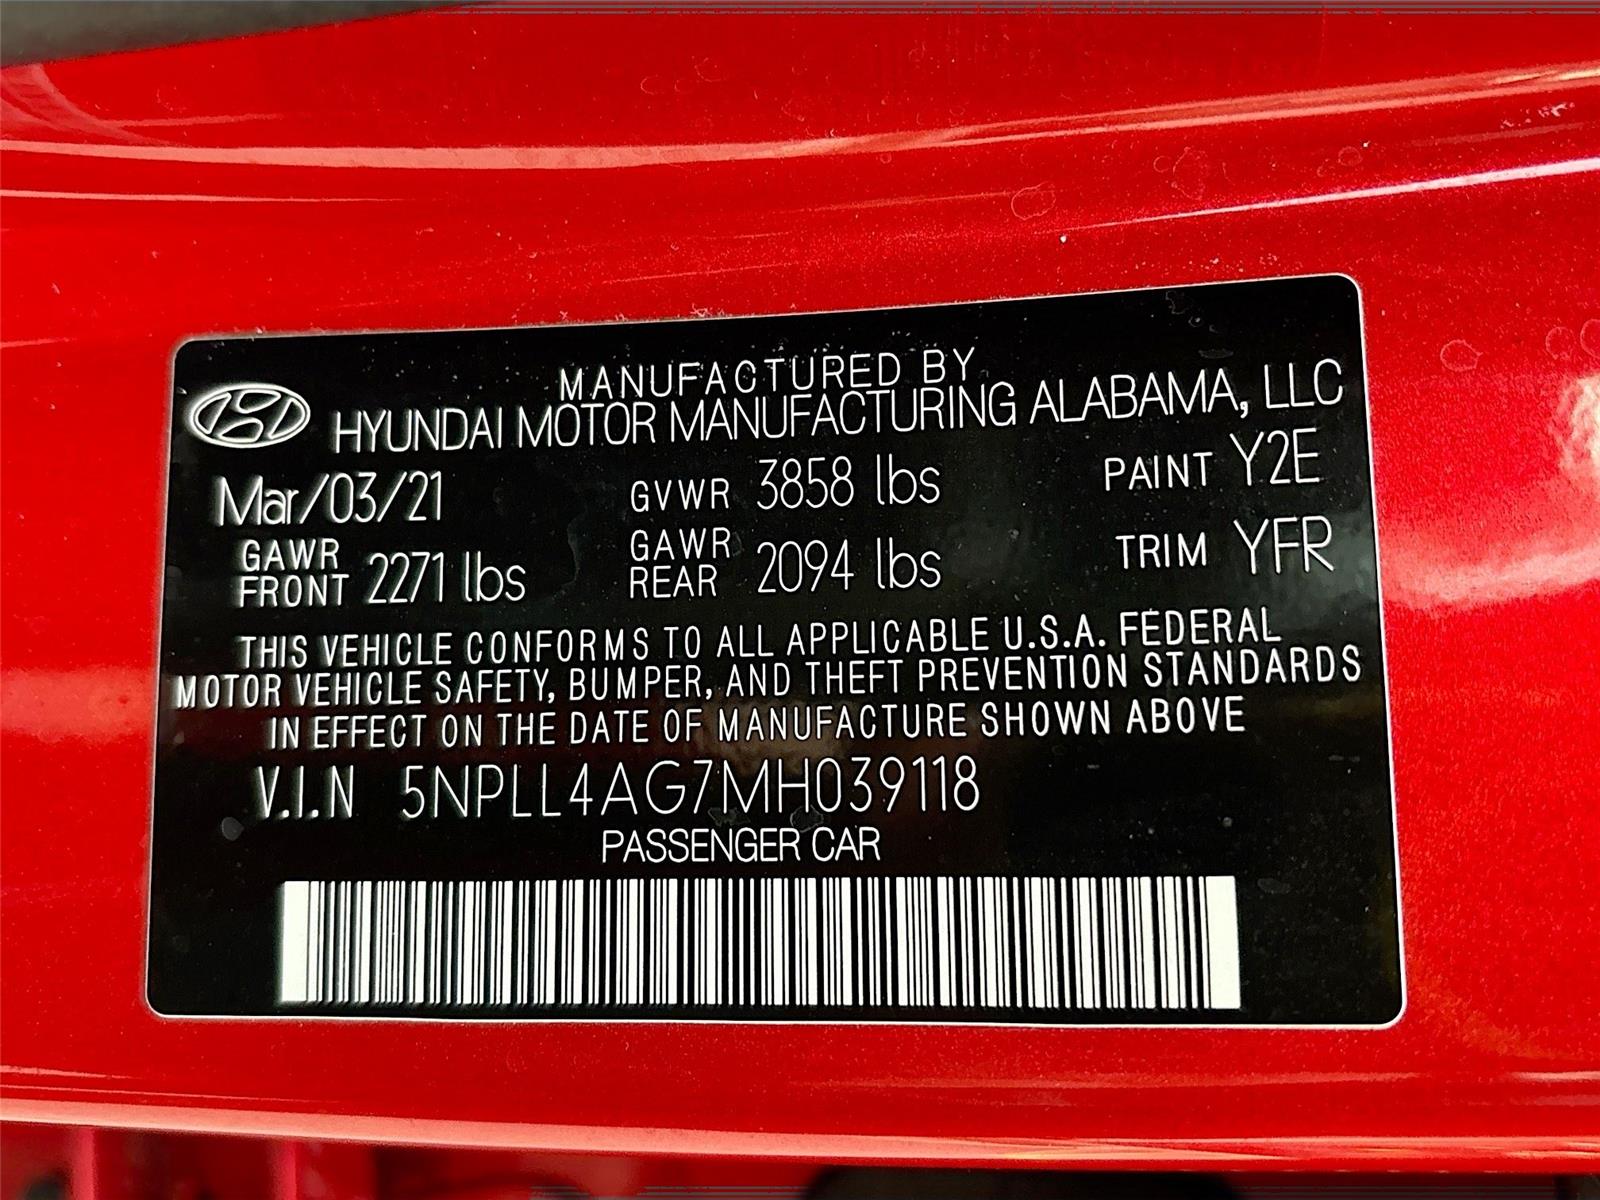 MANUFACTURED BY
HYUNDAI MOTOR MANUFACTURING ALABAMA, LLC
Mar/03/21 GVWR 3858 lbs PAINT Y2E
GAWR FRONT 2271 lbs GAWR REAR 2094 lbs TRIM YFR
THIS VEHICLE CONFORMS TO ALL APPLICABLE U.S.A. FEDERAL
MOTOR VEHICLE SAFETY, BUMPER, AND THEFT PREVENTION STANDARDS
IN EFFECT ON THE DATE OF MANUFACTURE SHOWN ABOVE
V.I.N 5NPLL4AG7MH039118
PASSENGER CAR